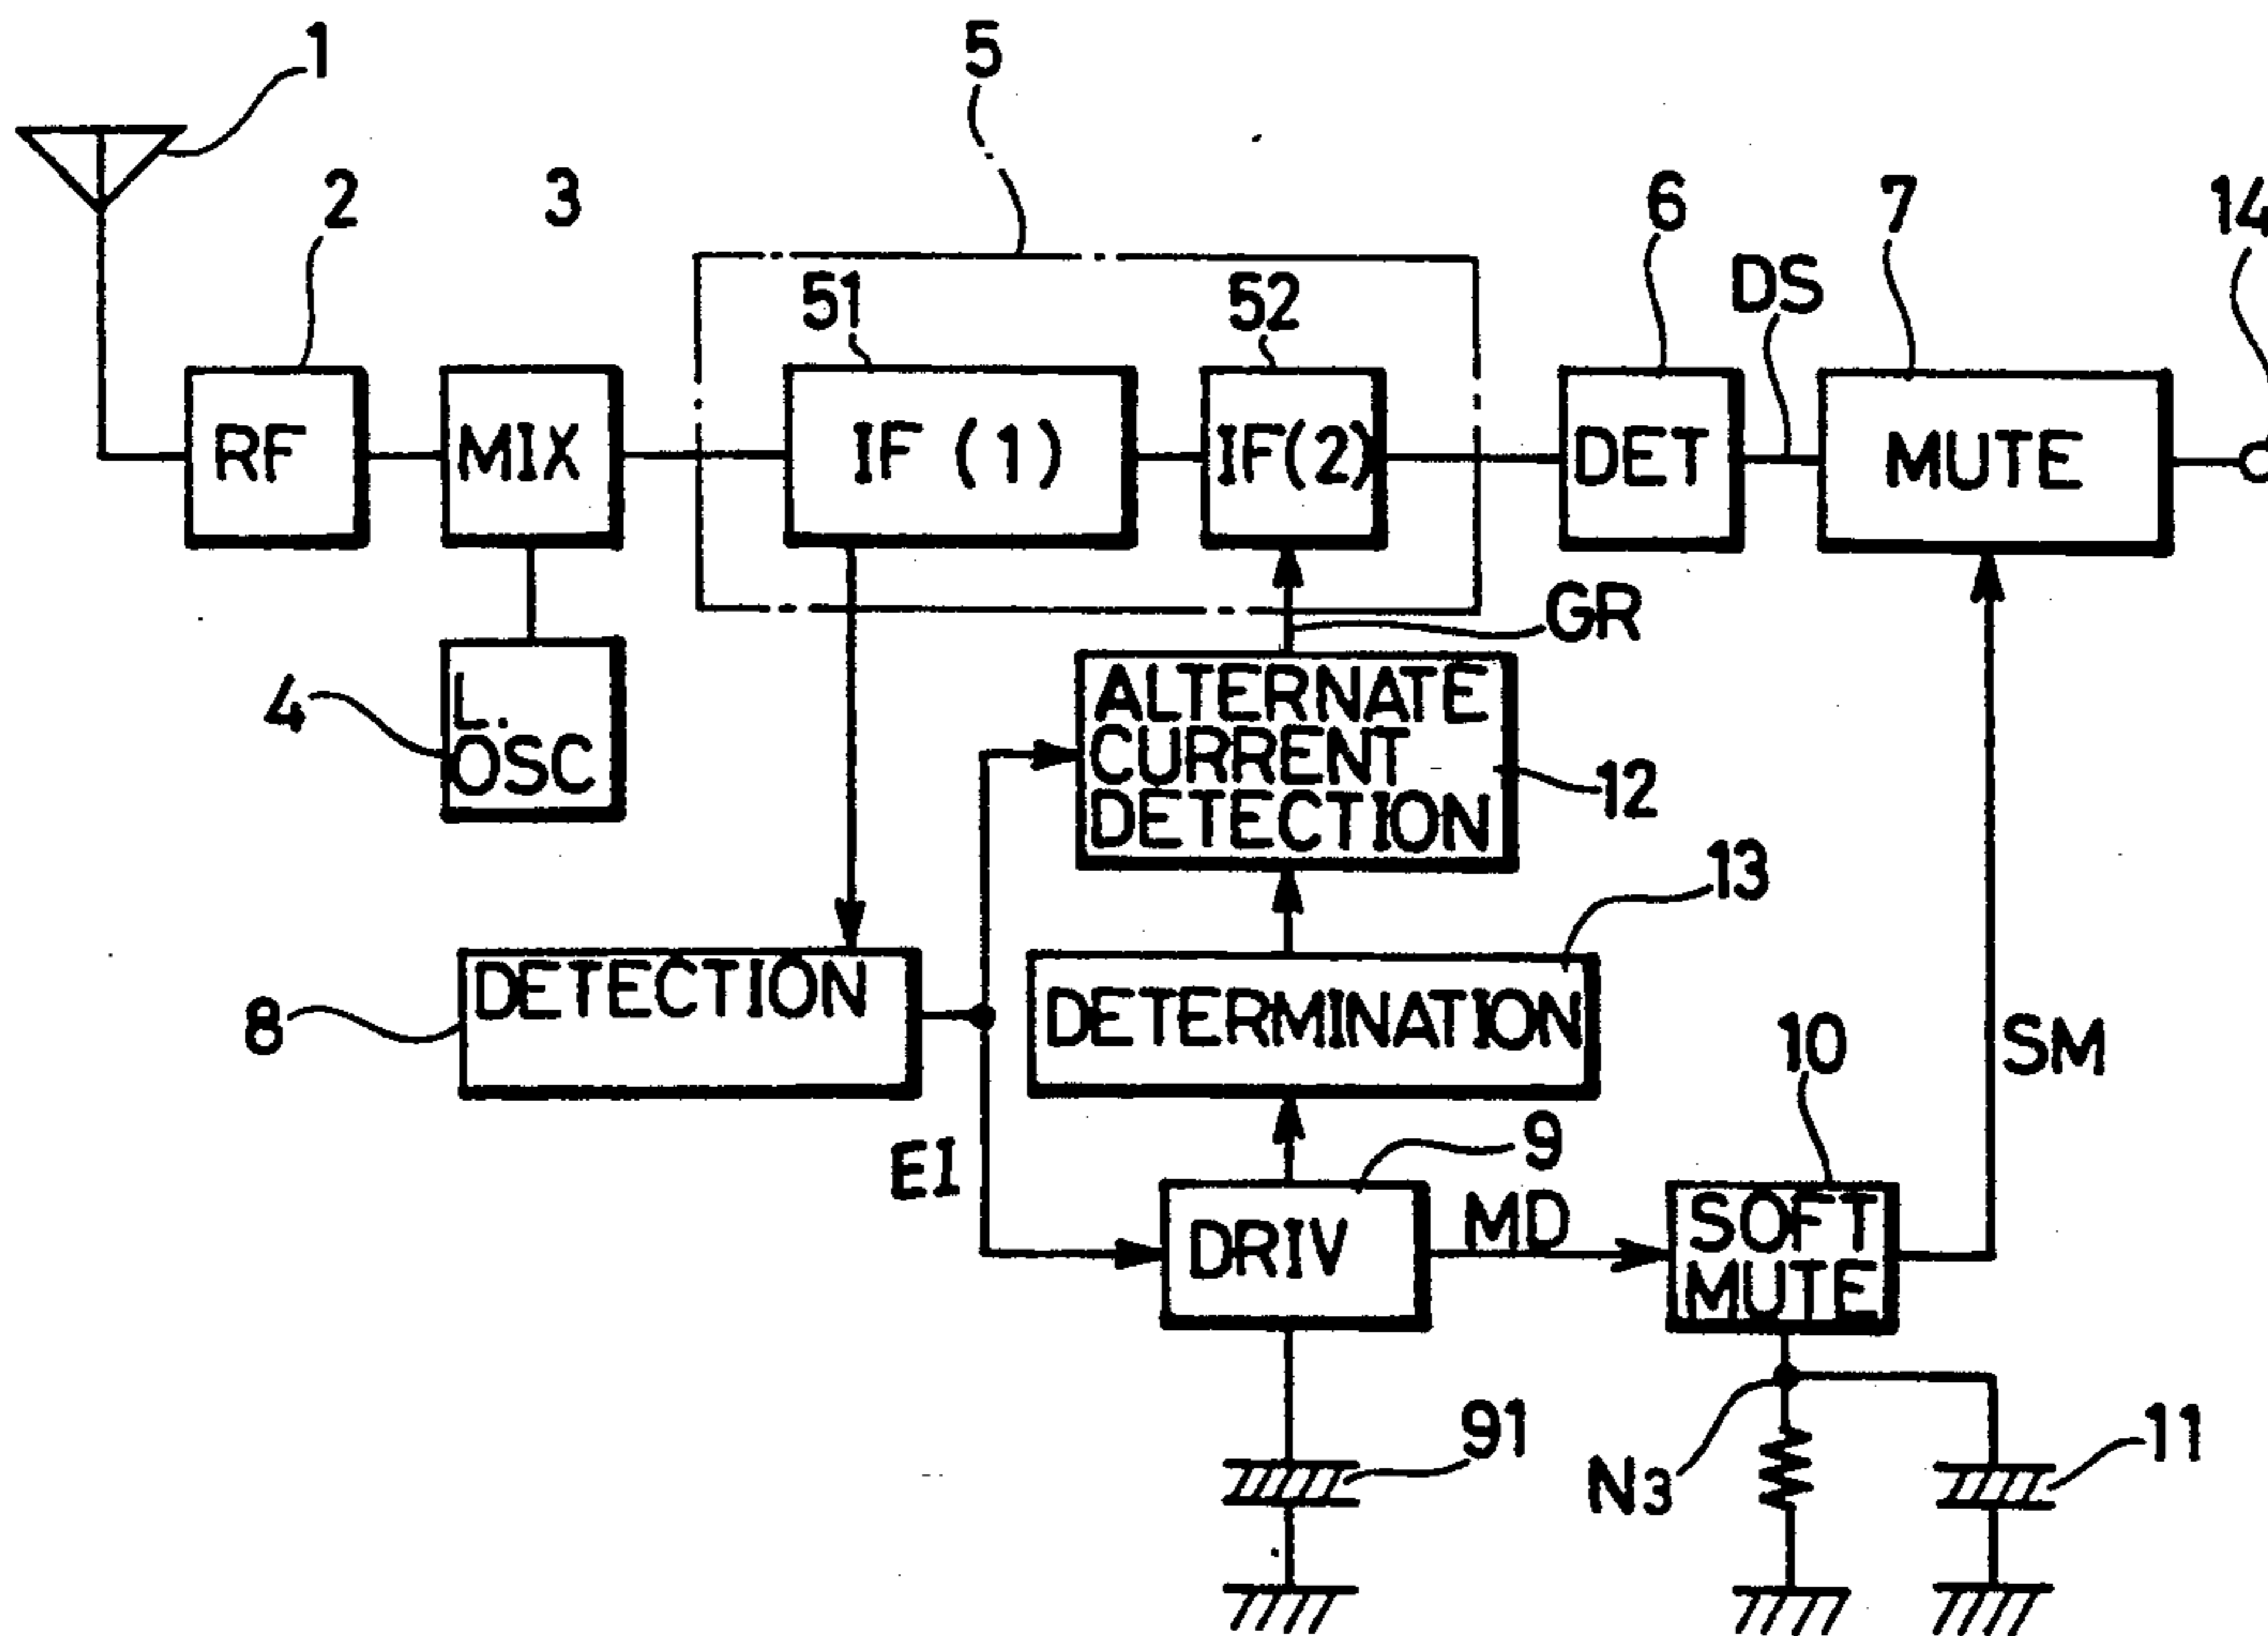 1
5
2
3
6
7
14
DS
51
52
RF
MIX
IF (1)
IF(2)
DET
MUTE
GR
4
L.
OSC
ALTERNATE
CURRENT
DETECTION
12
13
8
DETECTION
DETERMINATION
10
SM
EI
9
DRIV
MD
SOFT
MUTE
91
N3
11